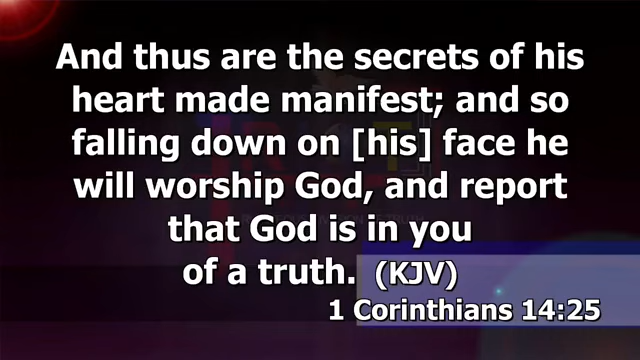 And thus are the secrets of his
heart made manifest; and so
falling down on [his] face he
will worship God, and report
that God is in you
of a truth. (KJV)
1 Corinthians 14:25